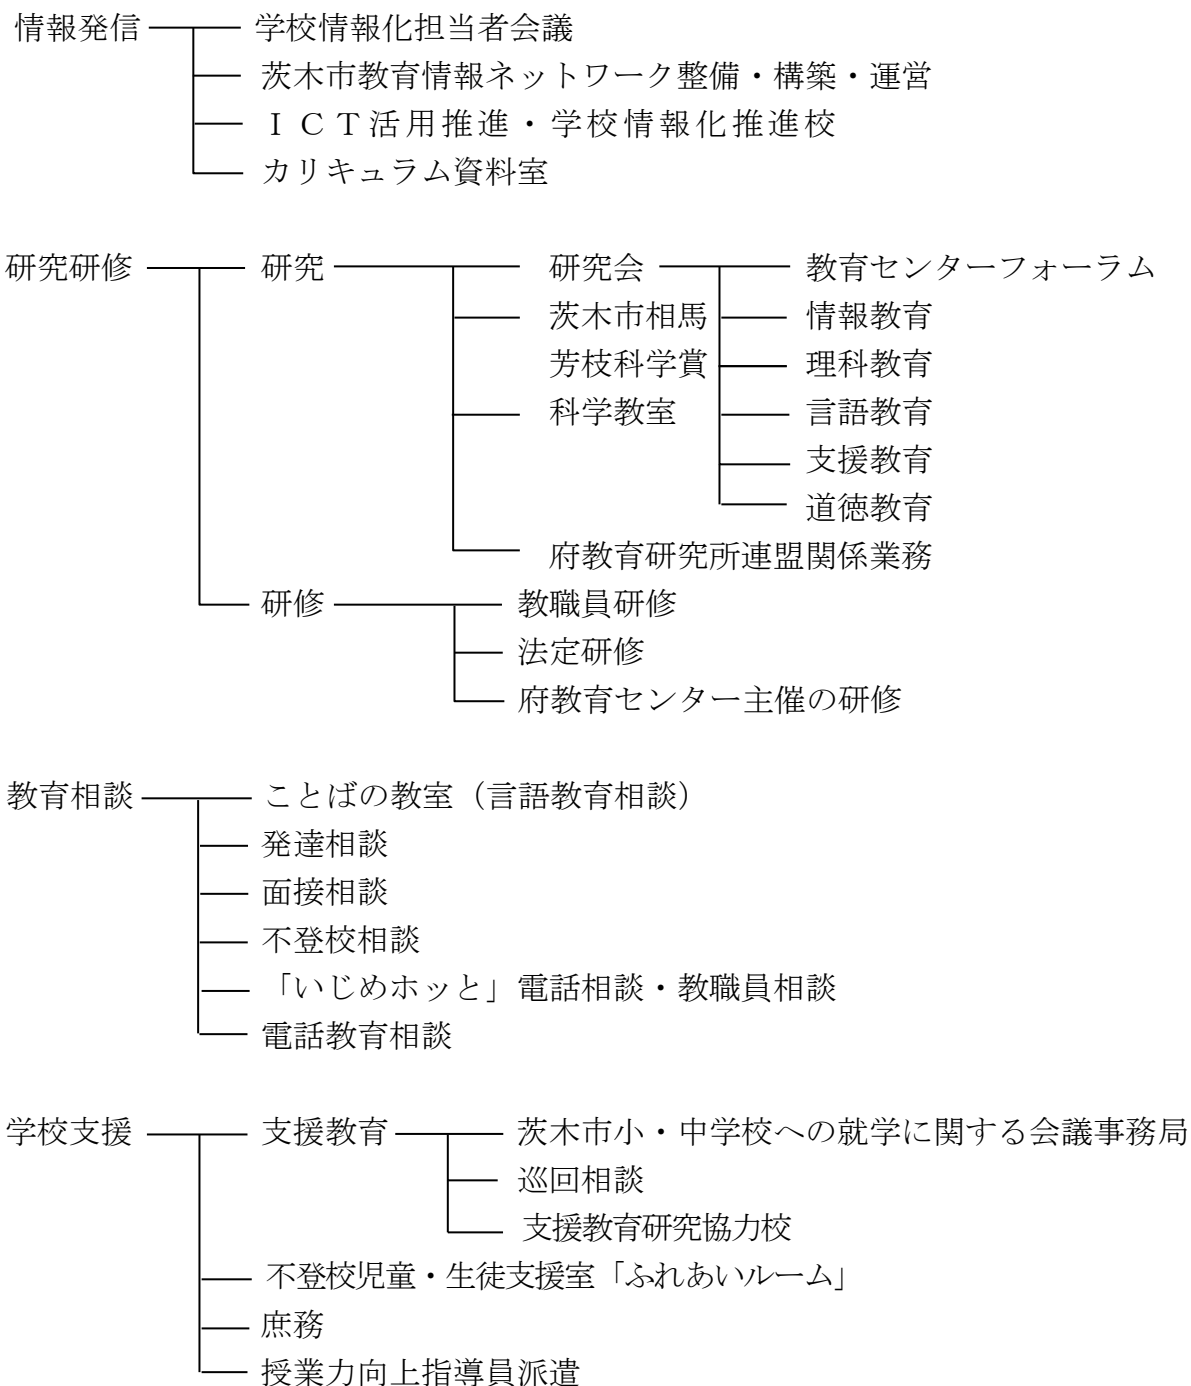 情報発信 学校情報化担当者会議
茨木市教育情報ネットワーク整備・構築・運営
ＩＣＴ活用推進・学校情報化推進校
カリキュラム資料室
研究研修 研究 研究会 教育センターフォーラム
茨木市相馬 情報教育
芳枝科学賞 理科教育
科学教室 言語教育
支援教育
道徳教育
府教育研究所連盟関係業務
研修 教職員研修
法定研修
府教育センター主催の研修
教育相談 ことばの教室（言語教育相談）
発達相談
面接相談
不登校相談
「いじめホッと」電話相談・教職員相談
電話教育相談
学校支援 支援教育 茨木市小・中学校への就学に関する会議事務局
巡回相談
支援教育研究協力校
不登校児童・生徒支援室「ふれあいルーム」
庶務
授業力向上指導員派遣